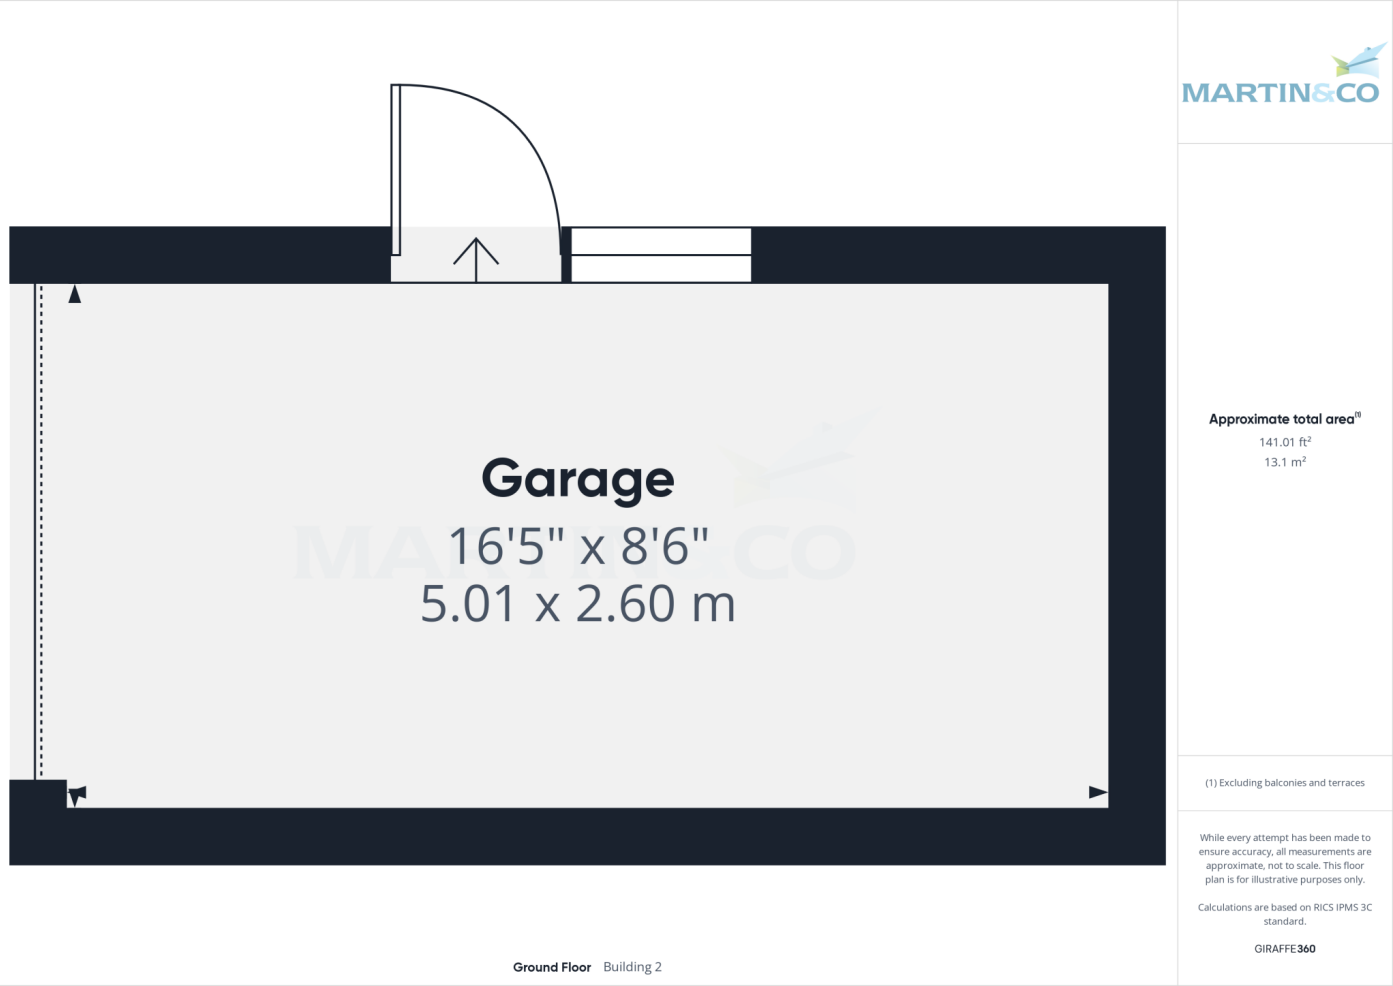 MARTIN&CO
Garage
MARTIN&CO
16'5" x 8'6"
5.01 x 2.60 m
Approximate total area(1)
141.01 ft²
13.1 m²
(1) Excluding balconies and terraces
While every attempt has been made to
ensure accuracy, all measurements are
approximate, not to scale. This floor
plan is for illustrative purposes only.
Calculations are based on RICS IPMS 3C
standard.
GIRAFFE360
Ground Floor Building 2